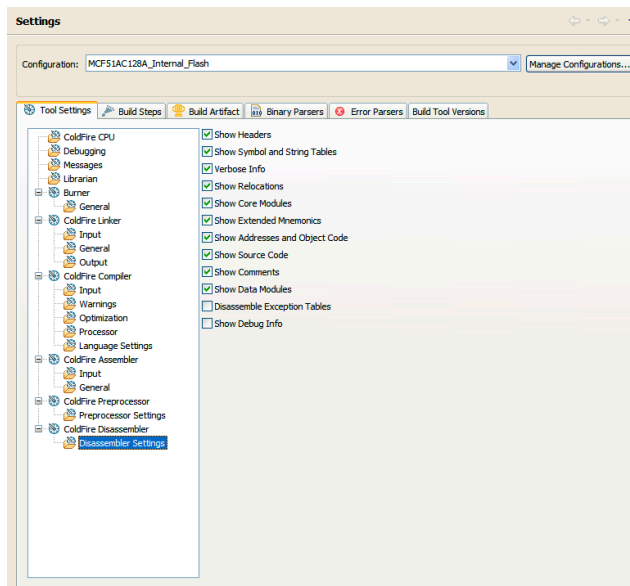 Settings
Configuration: MCF51AC128A_Internal_Flash Manage Configurations...
Tool Settings Build Steps Build Artifact Binary Parsers Error Parsers Build Tool Versions
ColdFire CPU
Debugging
Messages
Librarian
Burner
General
ColdFire Linker
Input
General
Output
ColdFire Compiler
Input
Warnings
Optimization
Processor
Language Settings
ColdFire Assembler
Input
General
ColdFire Preprocessor
Preprocessor Settings
ColdFire Disassembler
Disassembler Settings
Show Headers
Show Symbol and String Tables
Verbose Info
Show Relocations
Show Core Modules
Show Extended Mnemonics
Show Addresses and Object Code
Show Source Code
Show Comments
Show Data Modules
Disassemble Exception Tables
Show Debug Info